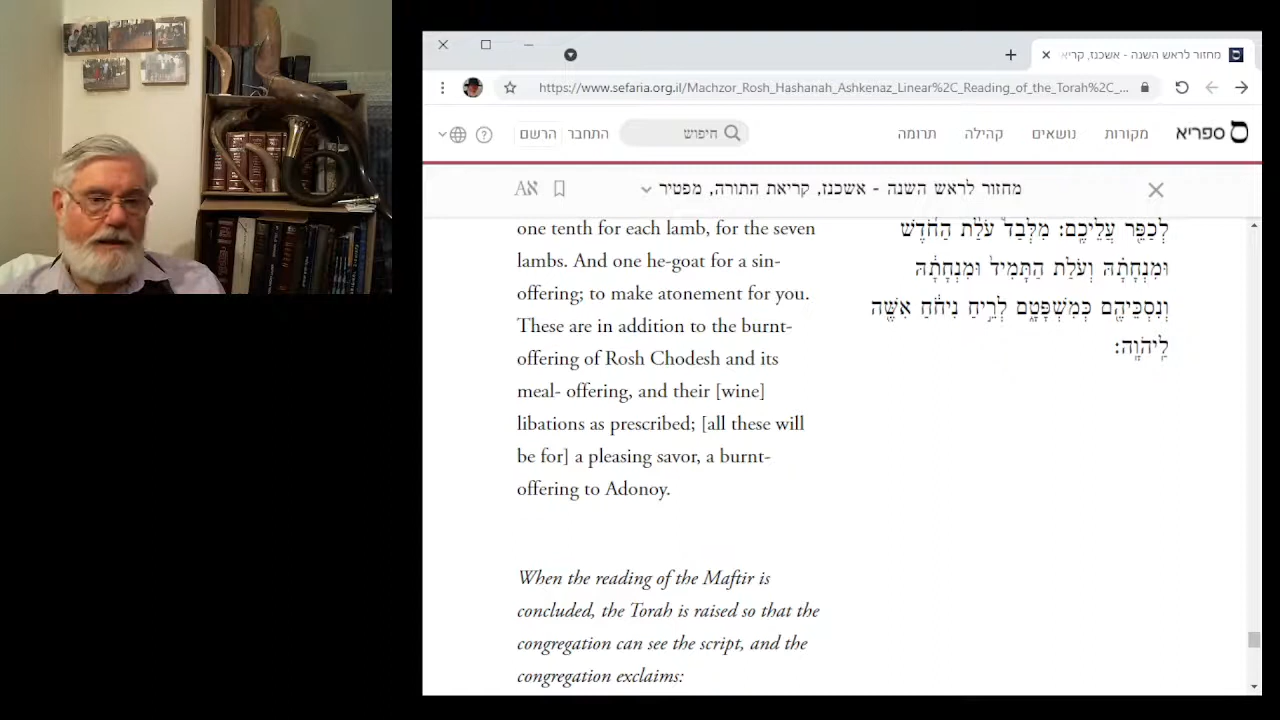 מחזור לראש השנה - אשכנז, קריא
https://www.sefaria.org.il/Machzor_Rosh_Hashanah_Ashkenaz_Linear%2C_Reading_of_the_Torah%2C_...
ספריא
מקורות
נושאים
קהילה
תרומה
חיפוש
התחבר
הרשם
מחזור לראש השנה - אשכנז, קריאת התורה, מפטיר
אA
לְכַפֵּ֖ר עֲלֵיכֶֽם׃ מִלְּבַד֩ עֹלַ֨ת הַחֹ֜דֶשׁ
וּמִנְחָתָ֗הּ וְעֹלַ֤ת הַתָּמִיד֙ וּמִנְחָתָ֔הּ
וְנִסְכֵּיהֶ֖ם כְּמִשְׁפָּטָ֑ם לְרֵ֣יחַ נִיחֹ֔חַ אִשֶּׁ֖ה
לַֽיהֹוָֽה׃
one tenth for each lamb, for the seven
lambs. And one he-goat for a sin-
offering; to make atonement for you.
These are in addition to the burnt-
offering of Rosh Chodesh and its
meal- offering, and their [wine]
libations as prescribed; [all these will
be for] a pleasing savor, a burnt-
offering to Adonoy.
When the reading of the Maftir is
concluded, the Torah is raised so that the
congregation can see the script, and the
congregation exclaims: